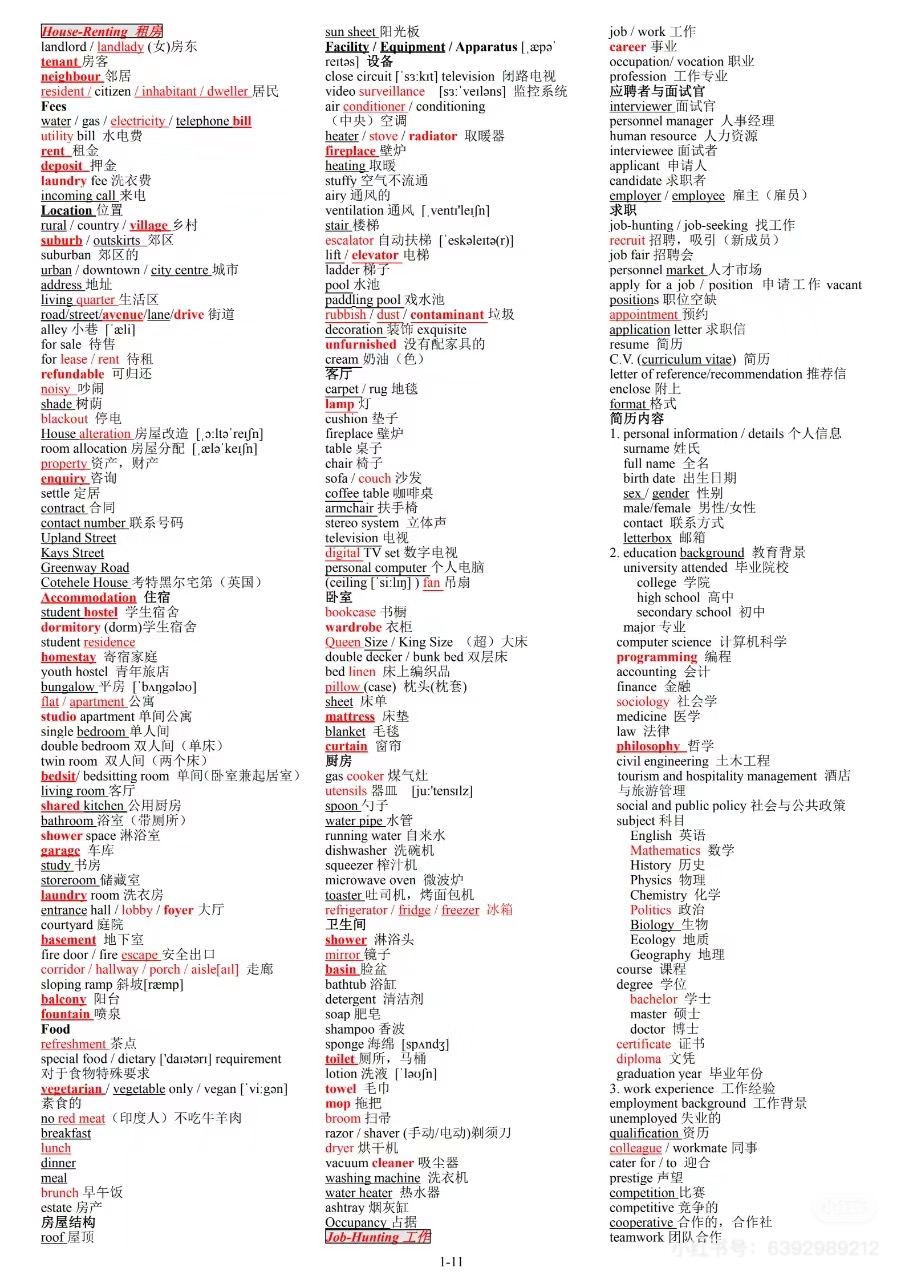 House-Renting 租房
landlord / landlady (女)房东
tenant 房客
neighbour 邻居
resident / citizen / inhabitant / dweller 居民
Fees
water / gas / electricity / telephone bill
utility bill 水电费
rent 租金
deposit 押金
laundry fee 洗衣费
incoming call 来电
Location 位置
rural / country / village 乡村
suburb / outskirts 郊区
suburban 郊区的
urban / downtown / city centre 城市
address 地址
living quarter 生活区
road/street/avenue/lane/drive 街道
alley 小巷 [ˈæli]
for sale 待售
for lease / rent 待租
refundable 可归还
noisy 吵闹
shade 树荫
blackout 停电
House alteration 房屋改造 [ˌɔ:ltəˈreɪʃn]
room allocation 房屋分配 [ˌæləˈkeɪʃn]
property 资产，财产
enquiry 咨询
settle 定居
contract 合同
contact number 联系号码
Upland Street
Kays Street
Greenway Road
Cotehele House 考特黑尔宅第（英国）
Accommodation 住宿
student hostel 学生宿舍
dormitory (dorm)学生宿舍
student residence
homestay 寄宿家庭
youth hostel 青年旅店
bungalow 平房 [ˈbʌŋgələʊ]
flat / apartment 公寓
studio apartment 单间公寓
single bedroom 单人间
double bedroom 双人间（单床）
twin room 双人间（两个床）
bedsit/ bedsitting room 单间（卧室兼起居室）
living room 客厅
shared kitchen 公用厨房
bathroom 浴室（带厕所）
shower space 淋浴室
garage 车库
study 书房
storeroom 储藏室
laundry room 洗衣房
entrance hall / lobby / foyer 大厅
courtyard 庭院
basement 地下室
fire door / fire escape 安全出口
corridor / hallway / porch / aisle[aɪl] 走廊
sloping ramp 斜坡[ræmp]
balcony 阳台
fountain 喷泉
Food
refreshment 茶点
special food / dietary ['daɪətərɪ] requirement
对于食物特殊要求
vegetarian / vegetable only / vegan [ˈvi:gən]
素食的
no red meat（印度人）不吃牛羊肉
breakfast
lunch
dinner
meal
brunch 早午饭
estate 房产
房屋结构
roof 屋顶
sun sheet 阳光板
Facility / Equipment / Apparatus [ˌæpəˈ
reɪtəs] 设备
close circuit [ˈsɜ:kɪt] television 闭路电视
video surveillance [sɜ:ˈveɪləns] 监控系统
air conditioner / conditioning
（中央）空调
heater / stove / radiator 取暖器
fireplace 壁炉
heating 取暖
stuffy 空气不流通
airy 通风的
ventilation 通风 [ˌventɪ'leɪʃn]
stair 楼梯
escalator 自动扶梯 [ˈeskəleɪtə(r)]
lift / elevator 电梯
ladder 梯子
pool 水池
paddling pool 戏水池
rubbish / dust / contaminant 垃圾
decoration 装饰 exquisite
unfurnished 没有配家具的
cream 奶油（色）
客厅
carpet / rug 地毯
lamp 灯
cushion 垫子
fireplace 壁炉
table 桌子
chair 椅子
sofa / couch 沙发
coffee table 咖啡桌
armchair 扶手椅
stereo system 立体声
television 电视
digital TV set 数字电视
personal computer 个人电脑
(ceiling [ˈsi:lɪŋ] ) fan 吊扇
卧室
bookcase 书橱
wardrobe 衣柜
Queen Size / King Size （超）大床
double decker / bunk bed 双层床
bed linen 床上编织品
pillow (case) 枕头(枕套)
sheet 床单
mattress 床垫
blanket 毛毯
curtain 窗帘
厨房
gas cooker 煤气灶
utensils 器皿 [ju:'tensɪlz]
spoon 勺子
water pipe 水管
running water 自来水
dishwasher 洗碗机
squeezer 榨汁机
microwave oven 微波炉
toaster 吐司机，烤面包机
refrigerator / fridge / freezer 冰箱
卫生间
shower 淋浴头
mirror 镜子
basin 脸盆
bathtub 浴缸
detergent 清洁剂
soap 肥皂
shampoo 香波
sponge 海绵 [spʌndʒ]
toilet 厕所，马桶
lotion 洗液 [ˈləʊʃn]
towel 毛巾
mop 拖把
broom 扫帚
razor / shaver (手动/电动)剃须刀
dryer 烘干机
vacuum cleaner 吸尘器
washing machine 洗衣机
water heater 热水器
ashtray 烟灰缸
Occupancy 占据
Job-Hunting 工作
job / work 工作
career 事业
occupation/ vocation 职业
profession 工作专业
应聘者与面试官
interviewer 面试官
personnel manager 人事经理
human resource 人力资源
interviewee 面试者
applicant 申请人
candidate 求职者
employer / employee 雇主（雇员）
求职
job-hunting / job-seeking 找工作
recruit 招聘，吸引（新成员）
job fair 招聘会
personnel market 人才市场
apply for a job / position 申请工作 vacant
positions 职位空缺
appointment 预约
application letter 求职信
resume 简历
C.V. (curriculum vitae) 简历
letter of reference/recommendation 推荐信
enclose 附上
format 格式
简历内容
1. personal information / details 个人信息
surname 姓氏
full name 全名
birth date 出生日期
sex / gender 性别
male/female 男性/女性
contact 联系方式
letterbox 邮箱
2. education background 教育背景
university attended 毕业院校
college 学院
high school 高中
secondary school 初中
major 专业
computer science 计算机科学
programming 编程
accounting 会计
finance 金融
sociology 社会学
medicine 医学
law 法律
philosophy 哲学
civil engineering 土木工程
tourism and hospitality management 酒店
与旅游管理
social and public policy 社会与公共政策
subject 科目
English 英语
Mathematics 数学
History 历史
Physics 物理
Chemistry 化学
Politics 政治
Biology 生物
Ecology 地质
Geography 地理
course 课程
degree 学位
bachelor 学士
master 硕士
doctor 博士
certificate 证书
diploma 文凭
graduation year 毕业年份
3. work experience 工作经验
employment background 工作背景
unemployed 失业的
qualification 资历
colleague / workmate 同事
cater for / to 迎合
prestige 声望
competition 比赛
competitive 竞争的
cooperative 合作的，合作社
teamwork 团队合作
小红书号：6392989212
1-11